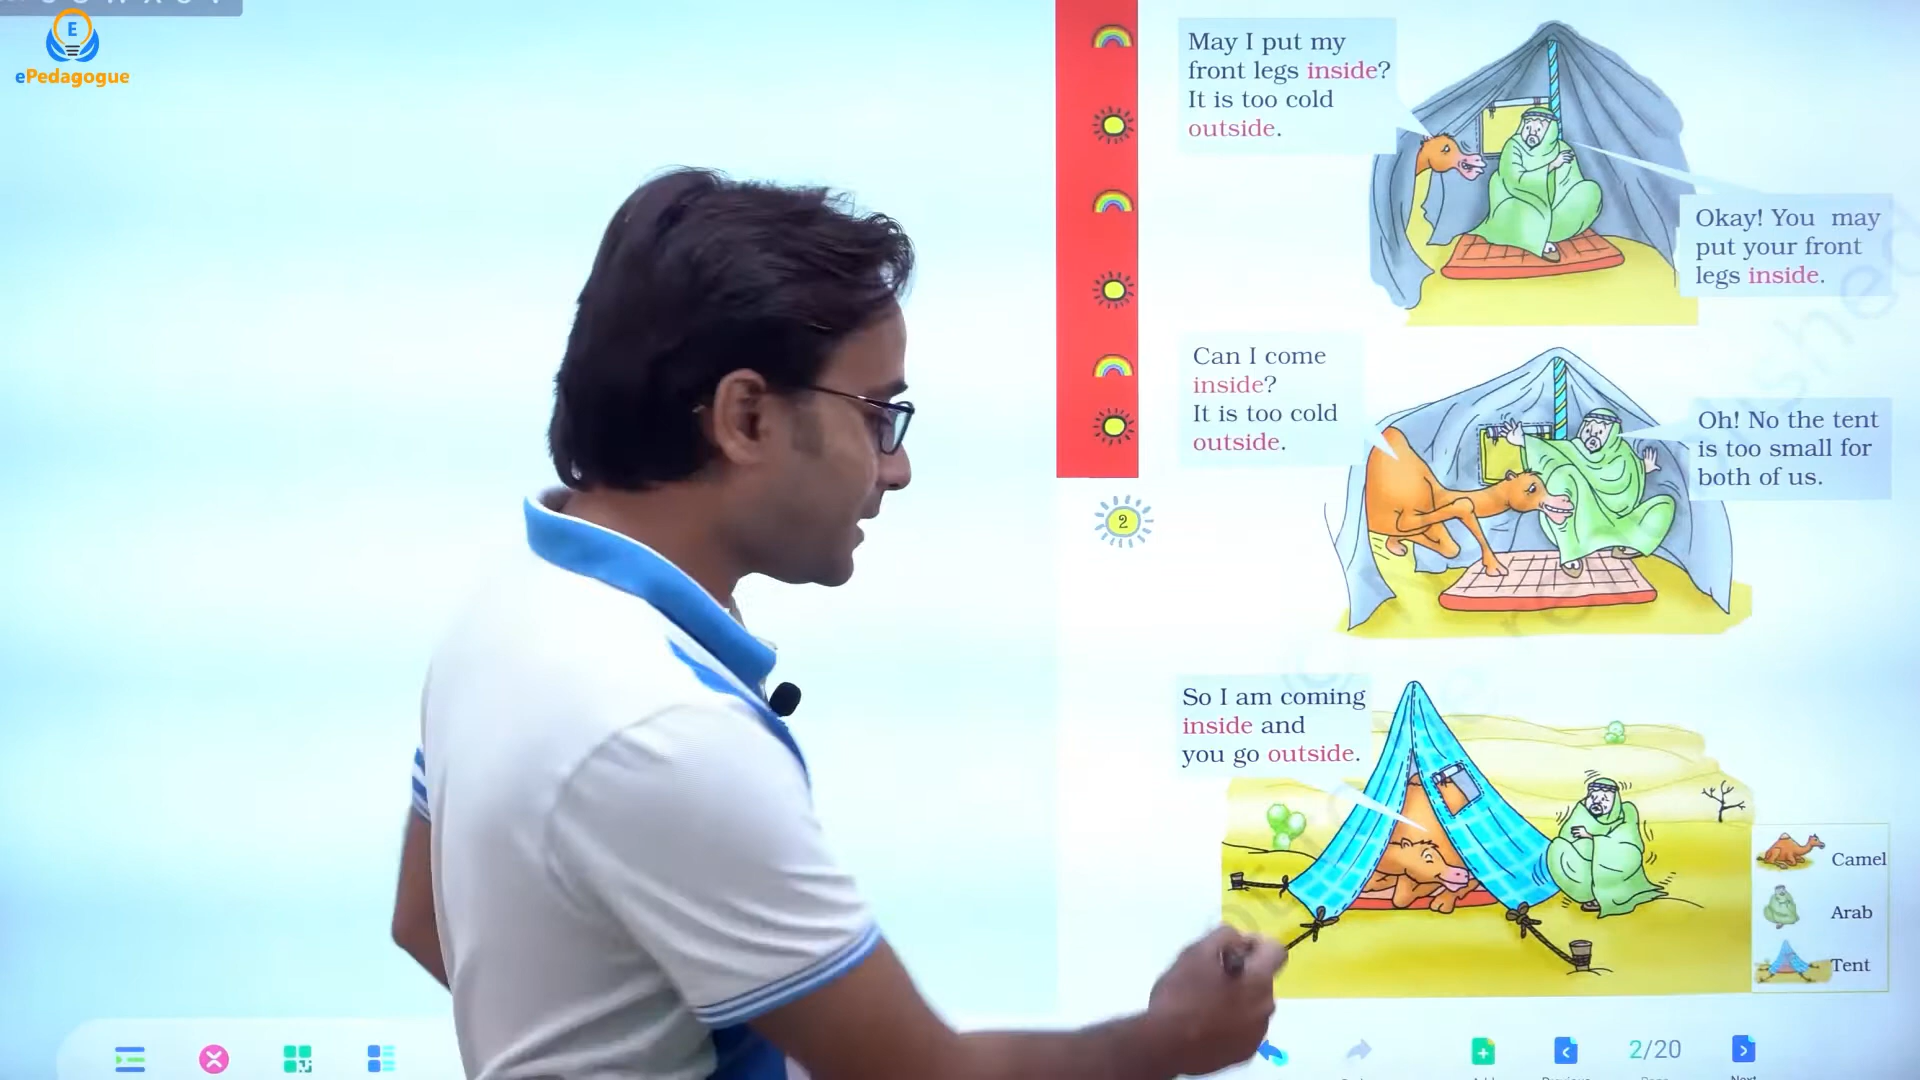 E
ePedagogue
May I put my
front legs inside?
It is too cold
outside.
Okay! You may
put your front
legs inside.
Can I come
inside?
It is too cold
outside.
Oh! No the tent
is too small for
both of us.
2
So I am coming
inside and
you go outside.
Camel
Arab
Tent
2/20